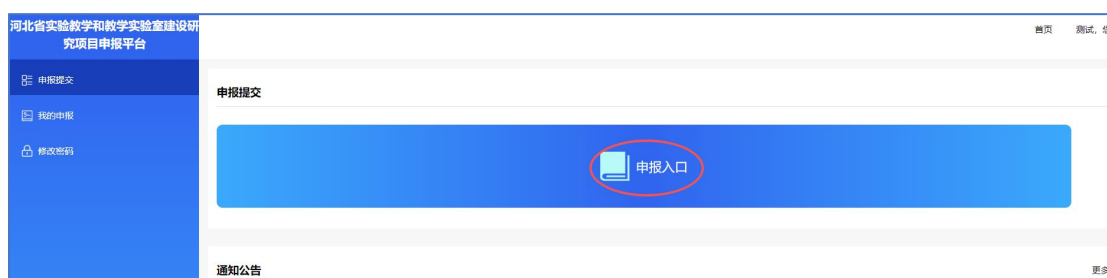 河北省实验教学和教学实验室建设研
究项目申报平台
首页 测试,
申报提交
我的申报
修改密码
申报提交
申报入口
通知公告
更多